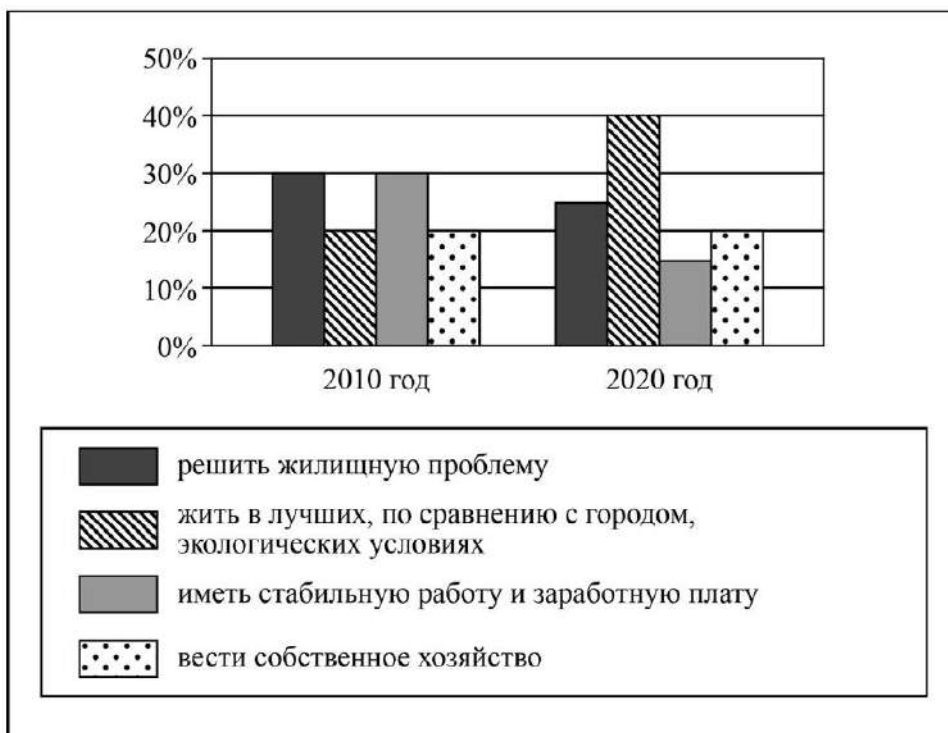 50%
40%
30%
20%
10%
0%
2010 год
2020 год
решить жилищную проблему
жить в лучших, по сравнению с городом,
экологических условиях
иметь стабильную работу и заработную плату
вести собственное хозяйство